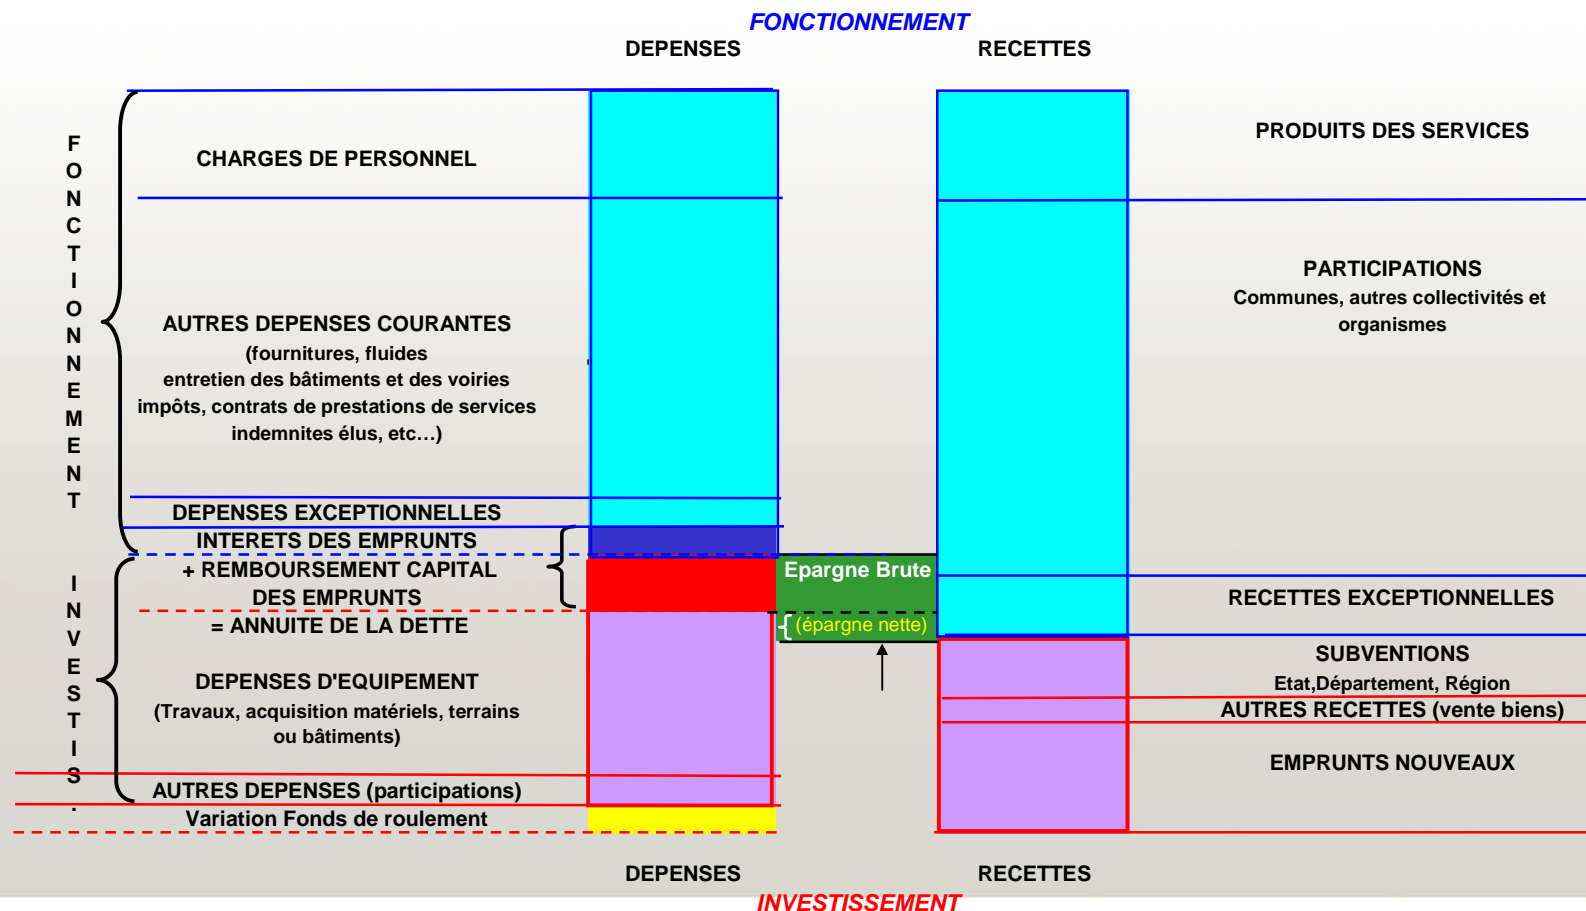 FONCTIONNEMENT
DEPENSES
RECETTES
FONCTIONNEMENT
CHARGES DE PERSONNEL
AUTRES DEPENSES COURANTES
(fournitures, fluides
entretien des bâtiments et des voiries
impôts, contrats de prestations de services
indemnites élus, etc…)
DEPENSES EXCEPTIONNELLES
INTERETS DES EMPRUNTS
+ REMBOURSEMENT CAPITAL
DES EMPRUNTS
= ANNUITE DE LA DETTE
INVESTIS.
DEPENSES D'EQUIPEMENT
(Travaux, acquisition matériels, terrains
ou bâtiments)
AUTRES DEPENSES (participations)
Variation Fonds de roulement
Epargne Brute
(épargne nette)
PRODUITS DES SERVICES
PARTICIPATIONS
Communes, autres collectivités et
organismes
RECETTES EXCEPTIONNELLES
SUBVENTIONS
Etat,Département, Région
AUTRES RECETTES (vente biens)
EMPRUNTS NOUVEAUX
DEPENSES
RECETTES
INVESTISSEMENT